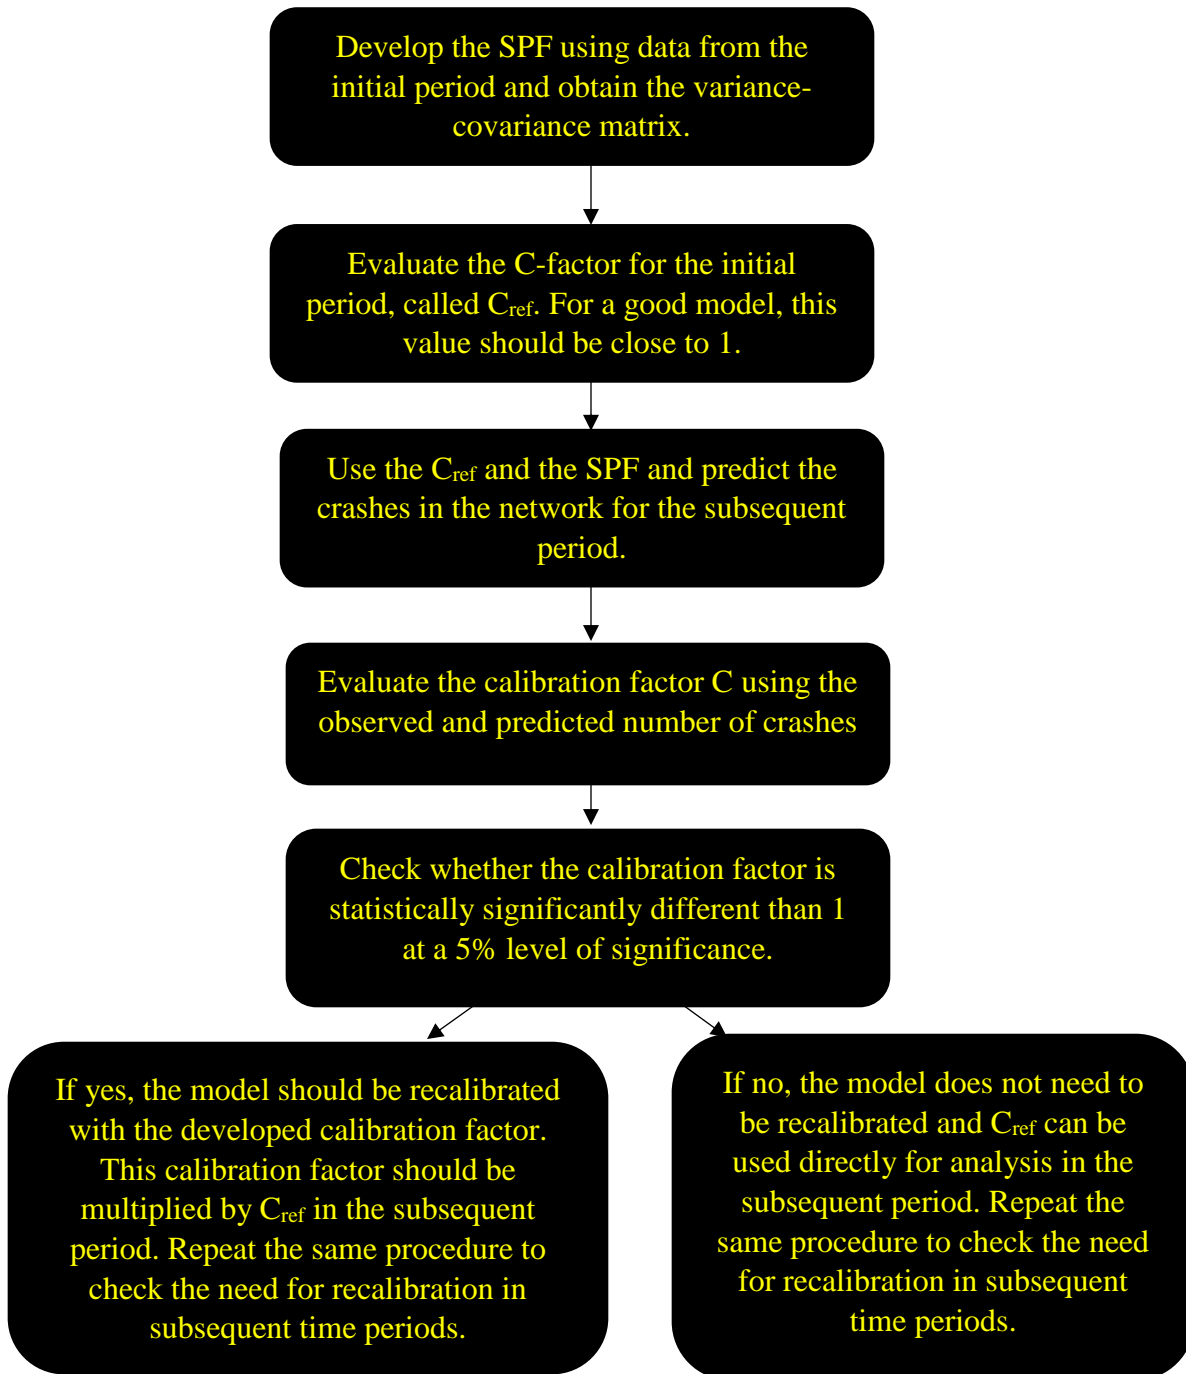 Develop the SPF using data from the
initial period and obtain the variance-
covariance matrix.
Evaluate the C-factor for the initial
period, called Cref. For a good model, this
value should be close to 1.
Use the Cref and the SPF and predict the
crashes in the network for the subsequent
period.
Evaluate the calibration factor C using the
observed and predicted number of crashes
Check whether the calibration factor is
statistically significantly different than 1
at a 5% level of significance.
If yes, the model should be recalibrated
with the developed calibration factor.
This calibration factor should be
multiplied by Cref in the subsequent
period. Repeat the same procedure to
check the need for recalibration in
subsequent time periods.
If no, the model does not need to
be recalibrated and Cref can be
used directly for analysis in the
subsequent period. Repeat the
same procedure to check the need
for recalibration in subsequent
time periods.